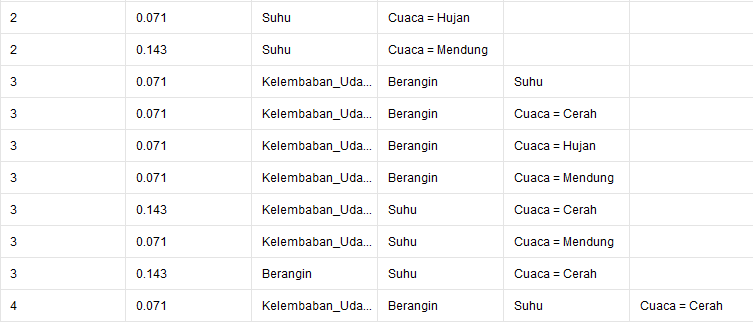 2 0.071 Suhu Cuaca = Hujan
2 0.143 Suhu Cuaca = Mendung
3 0.071 Kelembaban_Uda... Berangin Suhu
3 0.071 Kelembaban_Uda... Berangin Cuaca = Cerah
3 0.071 Kelembaban_Uda... Berangin Cuaca = Hujan
3 0.071 Kelembaban_Uda... Berangin Cuaca = Mendung
3 0.143 Kelembaban_Uda... Suhu Cuaca = Cerah
3 0.071 Kelembaban_Uda... Suhu Cuaca = Mendung
3 0.143 Berangin Suhu Cuaca = Cerah
4 0.071 Kelembaban_Uda... Berangin Suhu Cuaca = Cerah